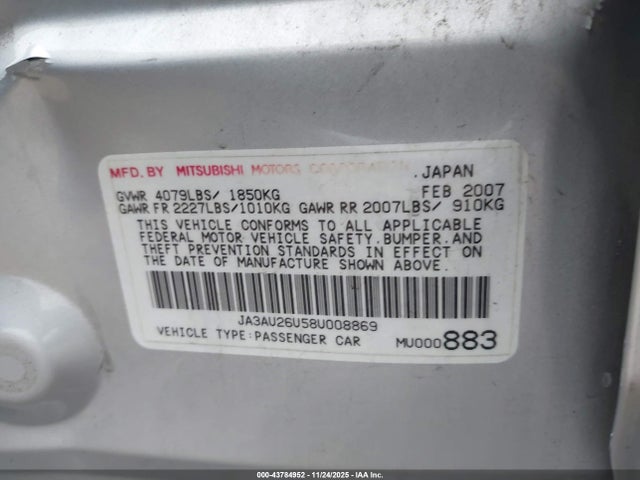 MFD. BY MITSUBISHI MOTORS CORPORATION, JAPAN
GVWR 4079LBS/ 1850KG FEB 2007
GAWR FR 2227LBS/1010KG GAWR RR 2007LBS/ 910KG
THIS VEHICLE CONFORMS TO ALL APPLICABLE
FEDERAL MOTOR VEHICLE SAFETY,BUMPER,AND
THEFT PREVENTION STANDARDS IN EFFECT ON
THE DATE OF MANUFACTURE SHOWN ABOVE.
JA3AU26U58U008869
VEHICLE TYPE:PASSENGER CAR MU000883
000-43784952 - 11/24/2025 - © IAA Inc.